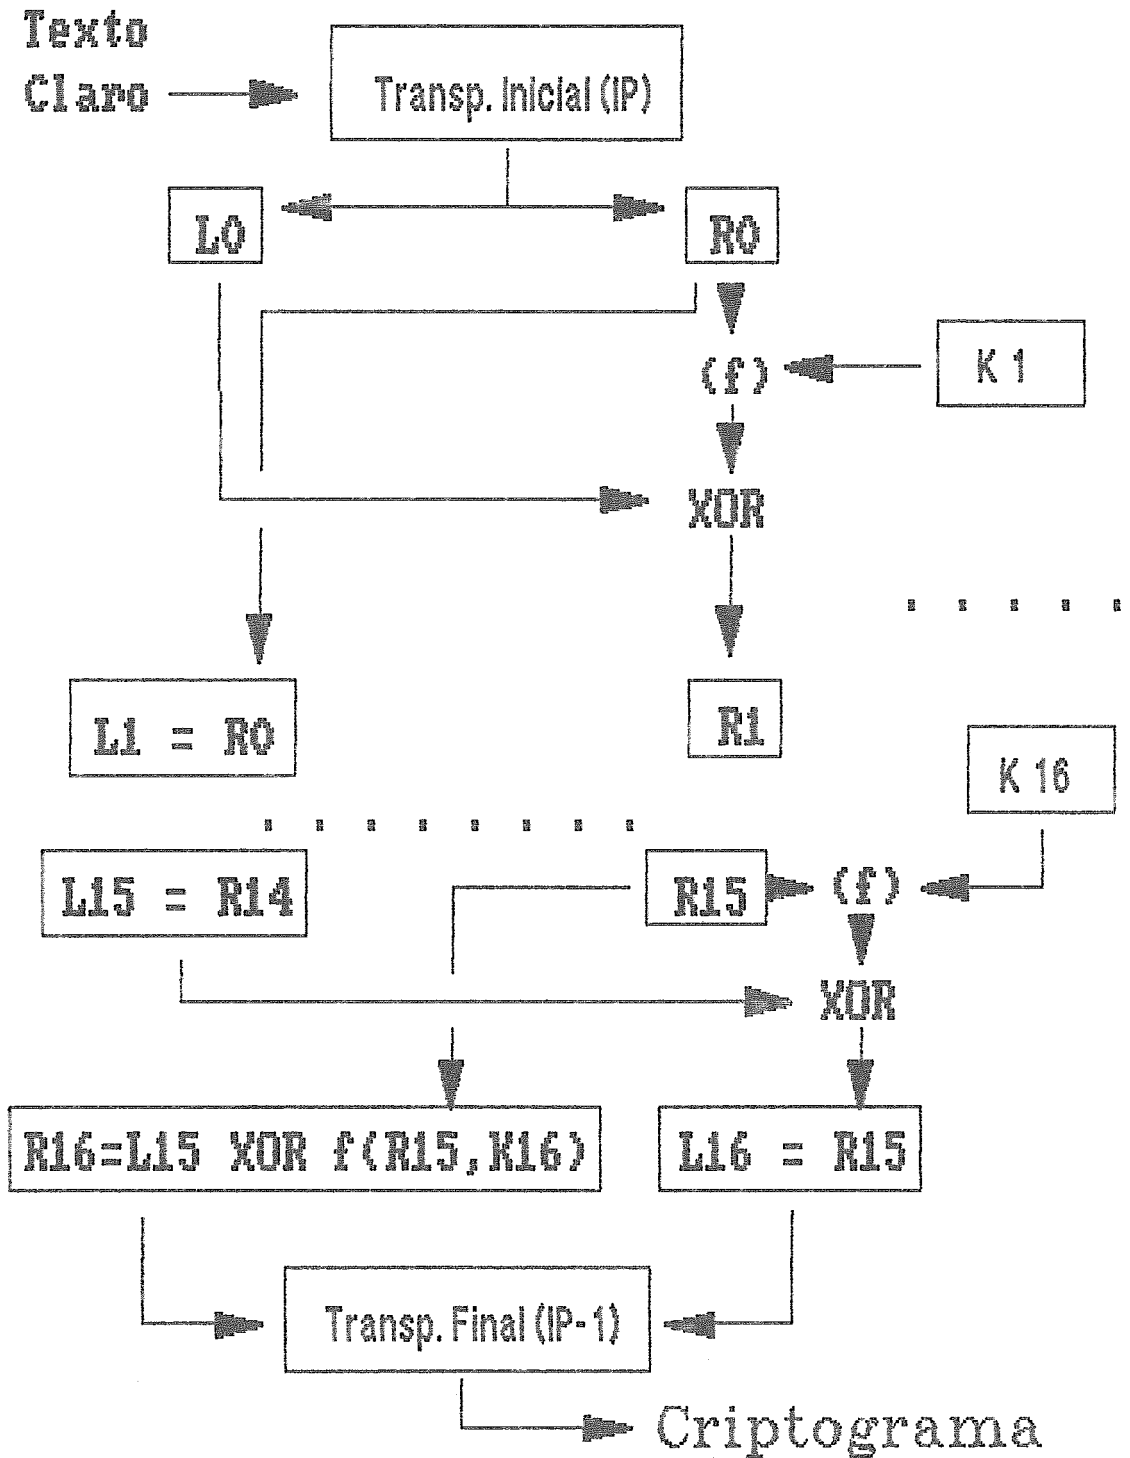 Texto
Claro
Transp. Inicial (IP)
L0
R0
(f)
K 1
XOR
. . . . .
L1 = R0
R1
K 16
. . . . . . . .
L15 = R14
R15
(f)
XOR
R16=L15 XOR f(R15,K16)
L16 = R15
Transp. Final (IP-1)
Criptograma